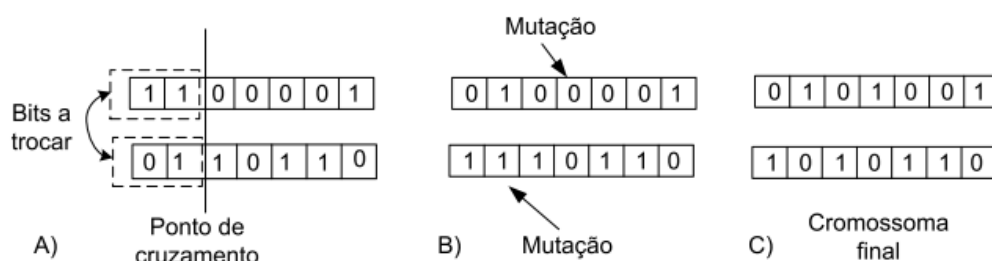 Mutação
1 1 0 0 0 0 1
0 1 0 0 0 0 1
0 1 0 1 0 0 1
Bits a
trocar
0 1 1 0 1 1 0
1 1 1 0 1 1 0
1 0 1 0 1 1 0
Ponto de
cruzamento
Mutação
Cromossoma
final
A)
B)
C)